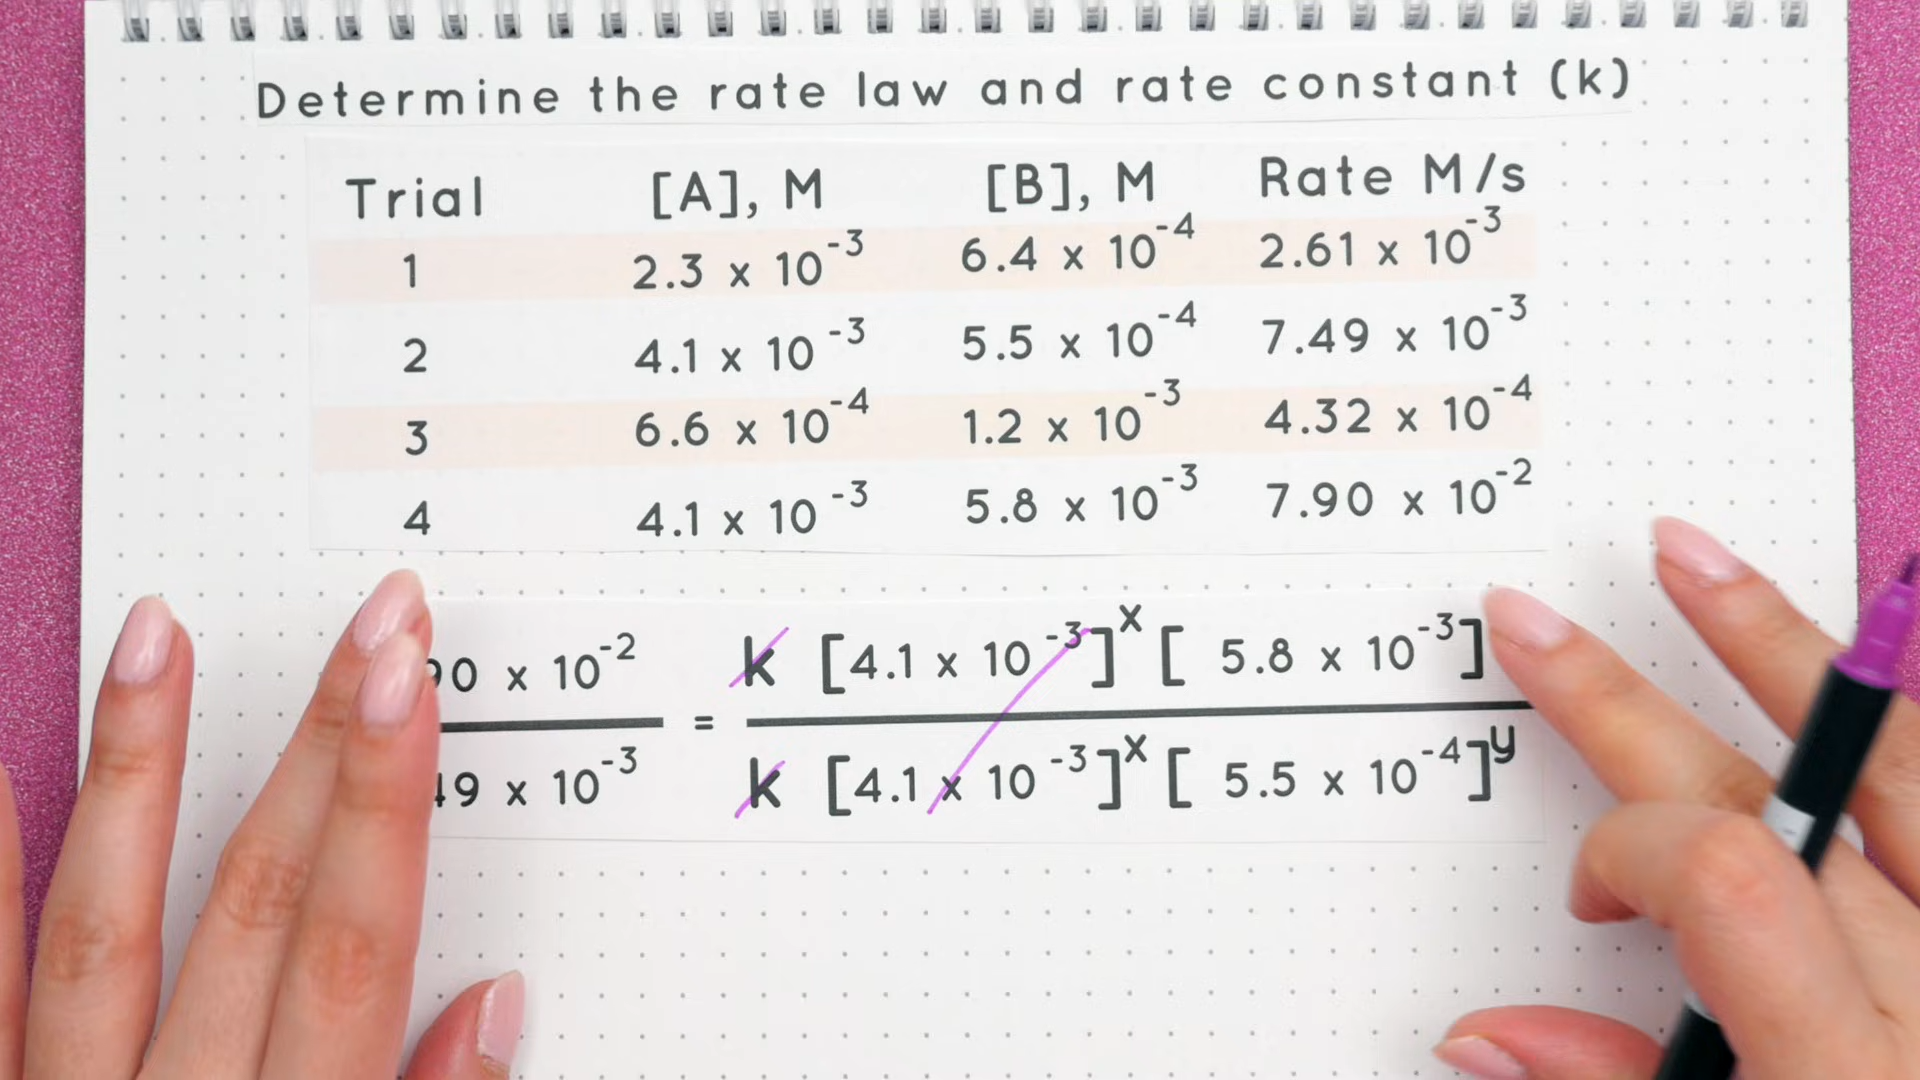 Determine the rate law and rate constant (k)
Trial [A], M [B], M Rate M/s
1 2.3 x 10⁻³ 6.4 x 10⁻⁴ 2.61 x 10⁻³
2 4.1 x 10⁻³ 5.5 x 10⁻⁴ 7.49 x 10⁻³
3 6.6 x 10⁻⁴ 1.2 x 10⁻³ 4.32 x 10⁻⁴
4 4.1 x 10⁻³ 5.8 x 10⁻³ 7.90 x 10⁻²
0 x 10⁻² = k [4.1 x 10⁻³]ˣ [ 5.8 x 10⁻³]
9 x 10⁻³ k [4.1 x 10⁻³]ˣ [ 5.5 x 10⁻⁴]ʸ